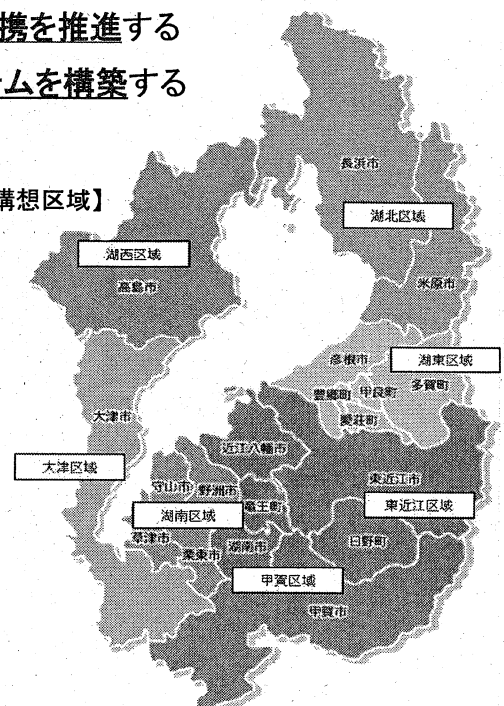 携を推進する
ムを構築する
構想区域】
長浜市
湖北区域
湖西区域
高島市
米原市
彦根市
湖東区域
豊郷町
甲良町
多賀町
愛荘町
大津市
近江八幡市
大津区域
守山市
野洲市
竜王町
東近江市
湖南区域
東近江区域
草津市
栗東市
湖南市
日野町
甲賀区域
甲賀市